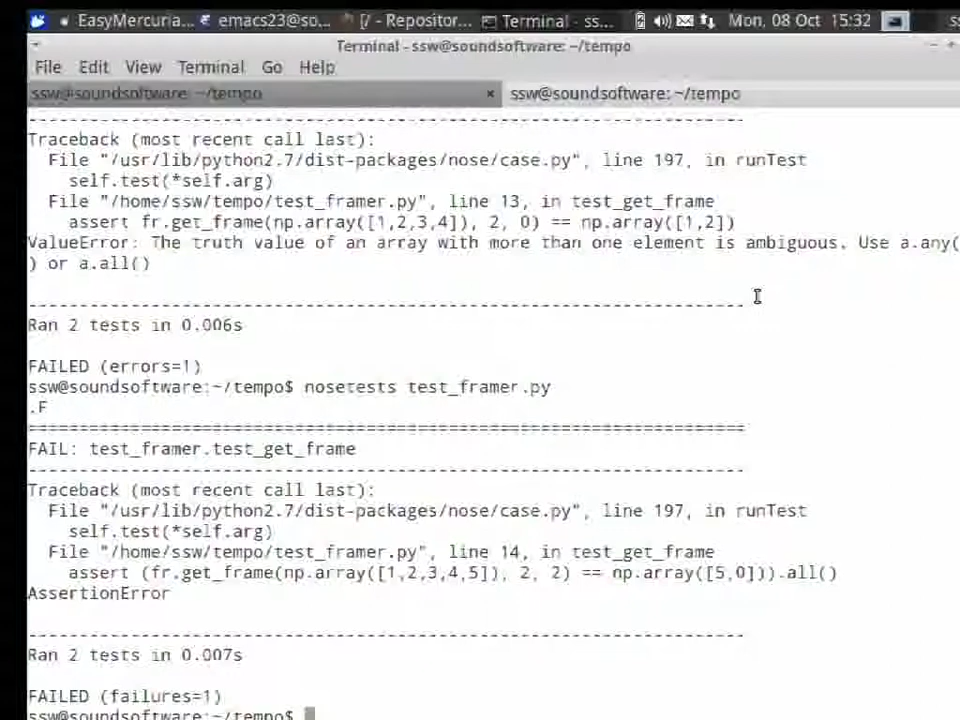 EasyMercuria... emacs23@so... [/ - Repositor... Terminal - ss... Mon, 08 Oct 15:32
Terminal - ssw@soundsoftware: ~/tempo
File Edit View Terminal Go Help
ssw@soundsoftware: ~/tempo × ssw@soundsoftware: ~/tempo
----------------------------------------------------------------------
Traceback (most recent call last):
  File "/usr/lib/python2.7/dist-packages/nose/case.py", line 197, in runTest
    self.test(*self.arg)
  File "/home/ssw/tempo/test_framer.py", line 13, in test_get_frame
    assert fr.get_frame(np.array([1,2,3,4]), 2, 0) == np.array([1,2])
ValueError: The truth value of an array with more than one element is ambiguous. Use a.any(
) or a.all()
----------------------------------------------------------------------
Ran 2 tests in 0.006s
FAILED (errors=1)
ssw@soundsoftware:~/tempo$ nosetests test_framer.py
.F
======================================================================
FAIL: test_framer.test_get_frame
----------------------------------------------------------------------
Traceback (most recent call last):
  File "/usr/lib/python2.7/dist-packages/nose/case.py", line 197, in runTest
    self.test(*self.arg)
  File "/home/ssw/tempo/test_framer.py", line 14, in test_get_frame
    assert (fr.get_frame(np.array([1,2,3,4,5]), 2, 2) == np.array([5,0])).all()
AssertionError
----------------------------------------------------------------------
Ran 2 tests in 0.007s
FAILED (failures=1)
ssw@soundsoftware:~/tempo$